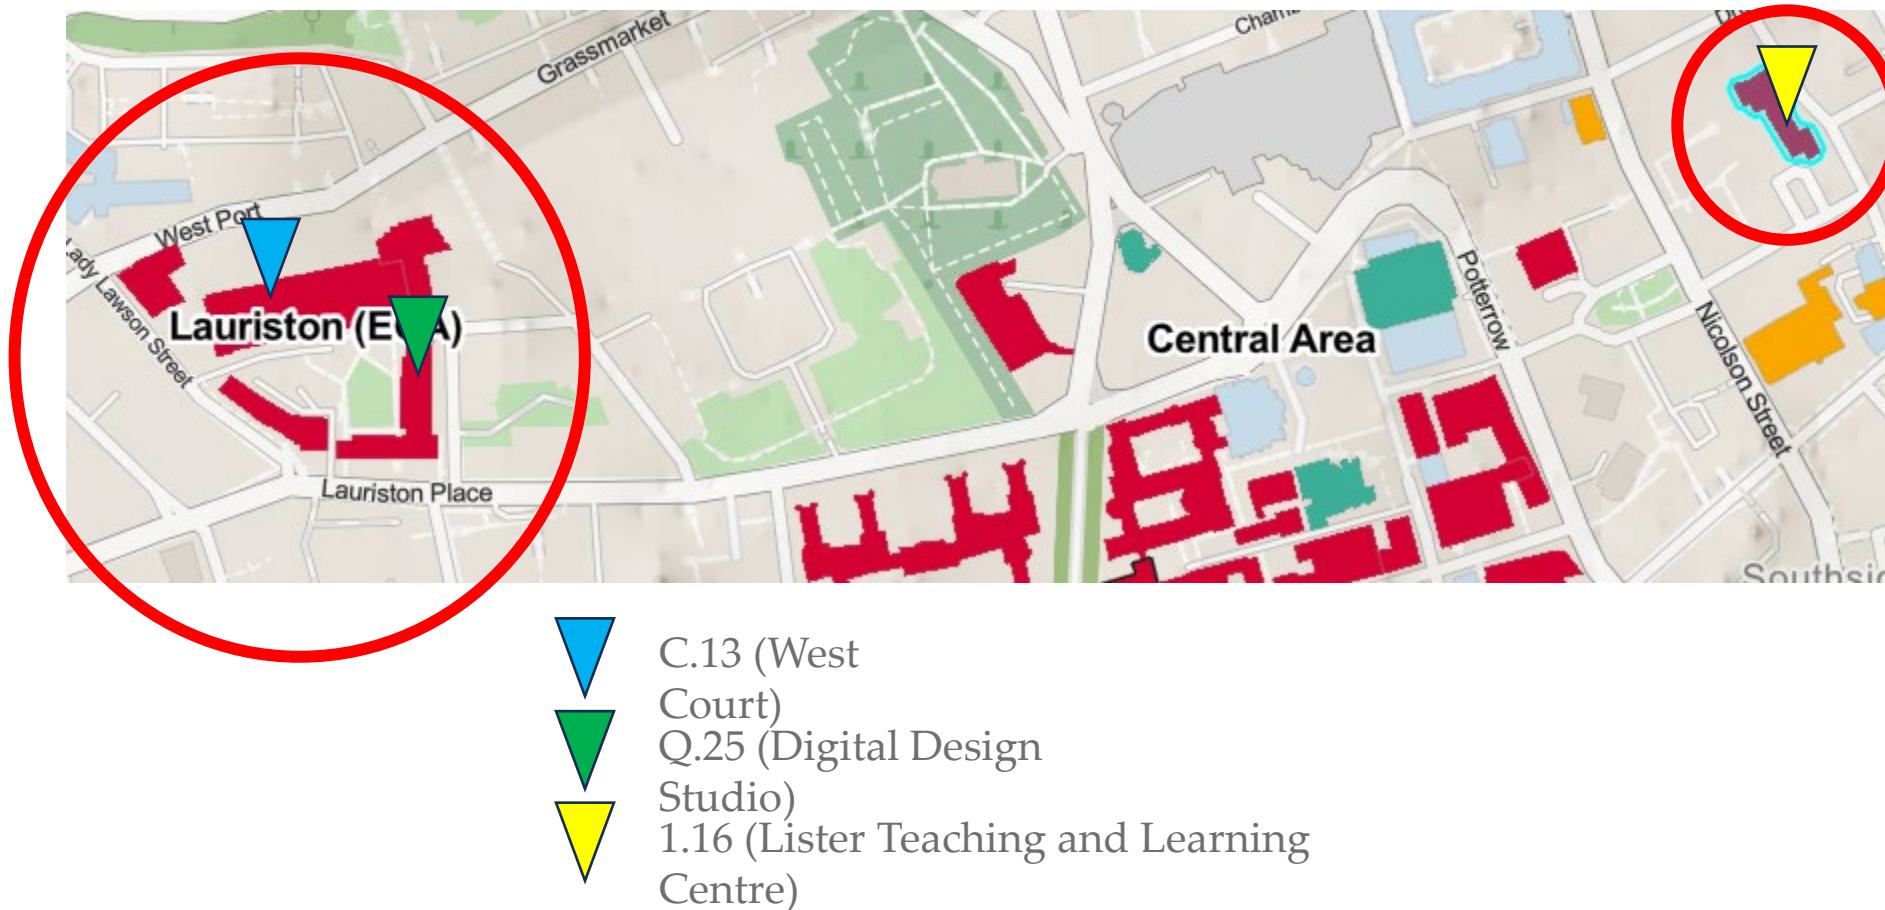 Grassmarket
West Port
Lady Lawson Street
Lauriston (E A)
Lauriston Place
Central Area
Potterrow
Nicolson Street
C.13 (West
Court)
Q.25 (Digital Design
Studio)
1.16 (Lister Teaching and Learning
Centre)